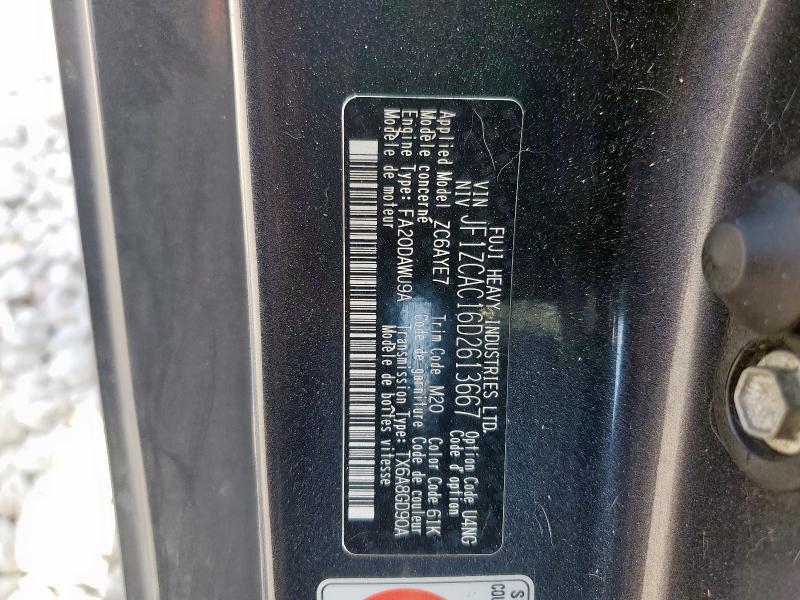 FUJI HEAVY INDUSTRIES LTD.
VIN JF1ZCAC16D2613667 Option Code U4NG
NIV Code d'option
Applied Model ZC6AYE7 Trim Code M20 Color Code 61K
Modèle concerné Code de garniture Code de couleur
Engine Type: FA20DAWU9A Transmission Type: TX6A8GD90A
Modèle de moteur Modèle de boîtes vitesse